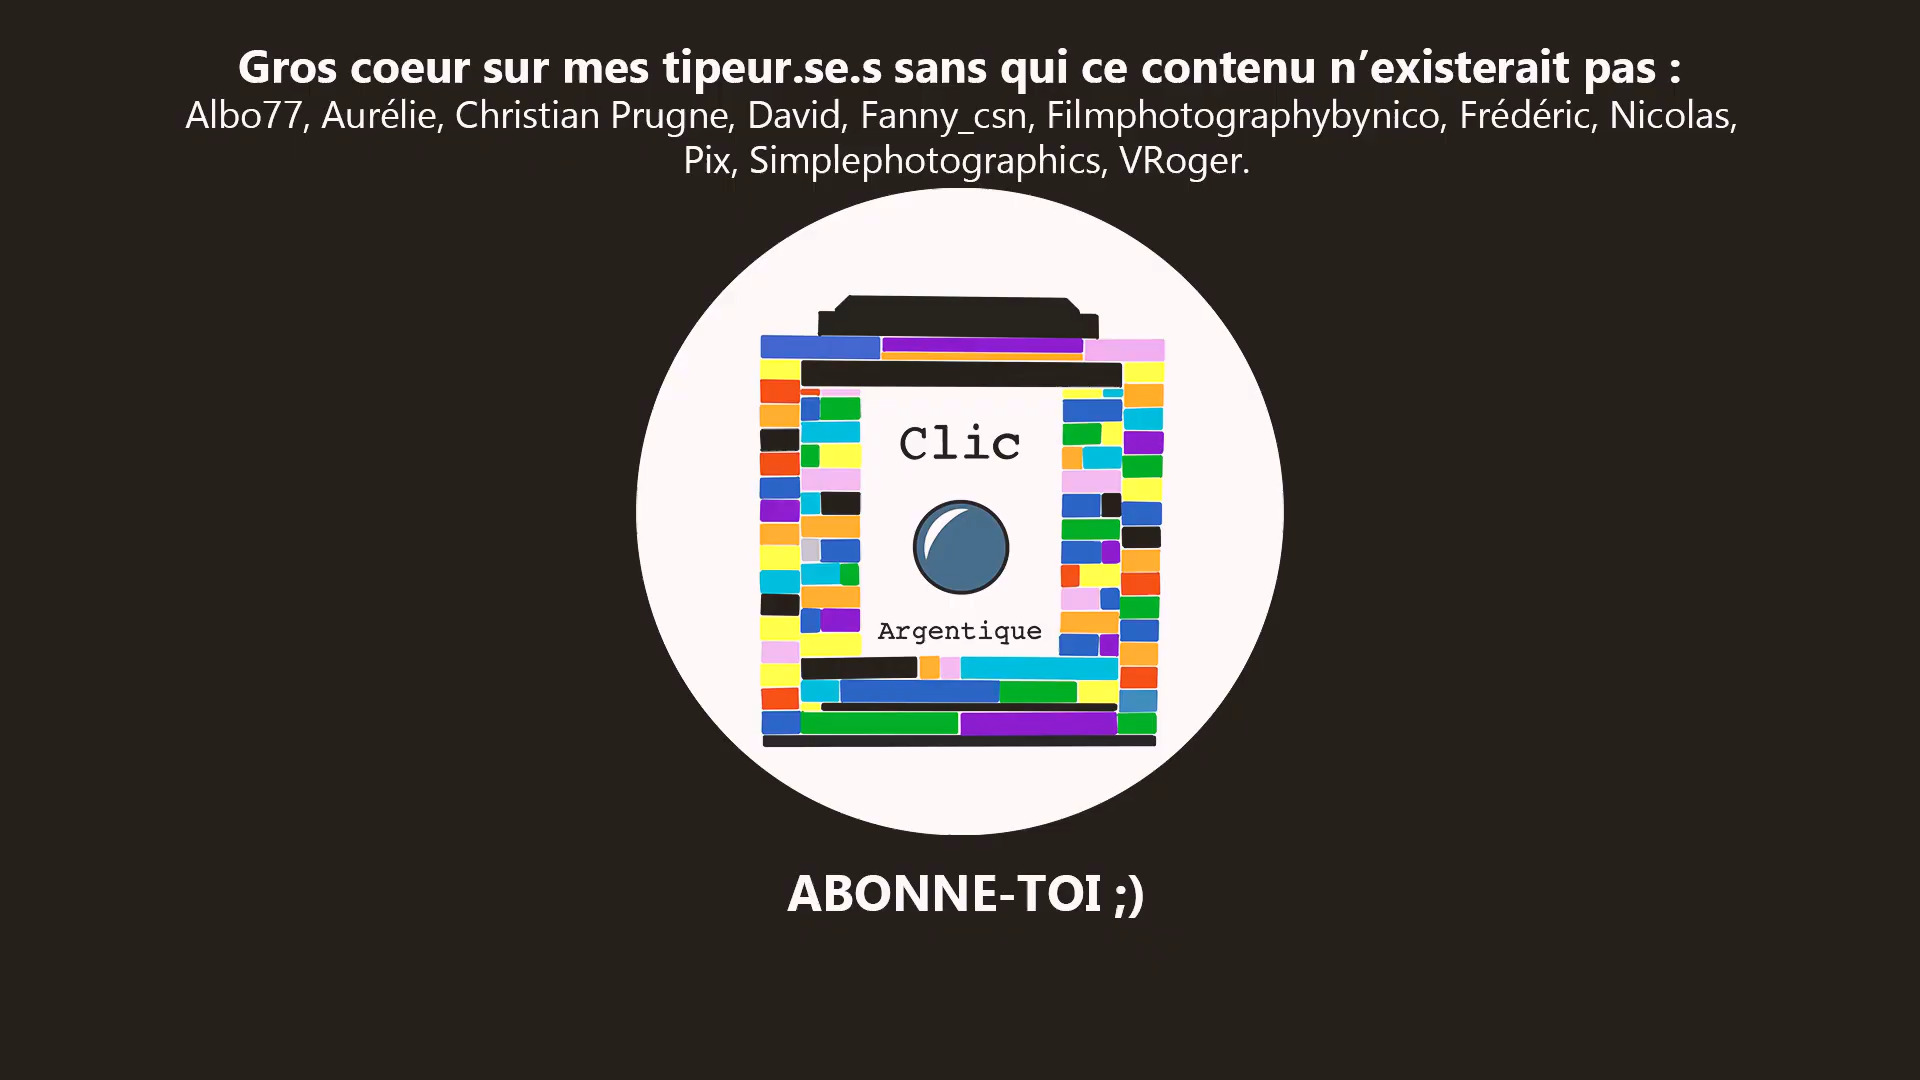 Gros coeur sur mes tipeur.se.s sans qui ce contenu n’existerait pas :
Albo77, Aurélie, Christian Prugne, David, Fanny_csn, Filmphotographybynico, Frédéric, Nicolas,
Pix, Simplephotographics, VRoger.
Clic
Argentique
ABONNE-TOI ;)